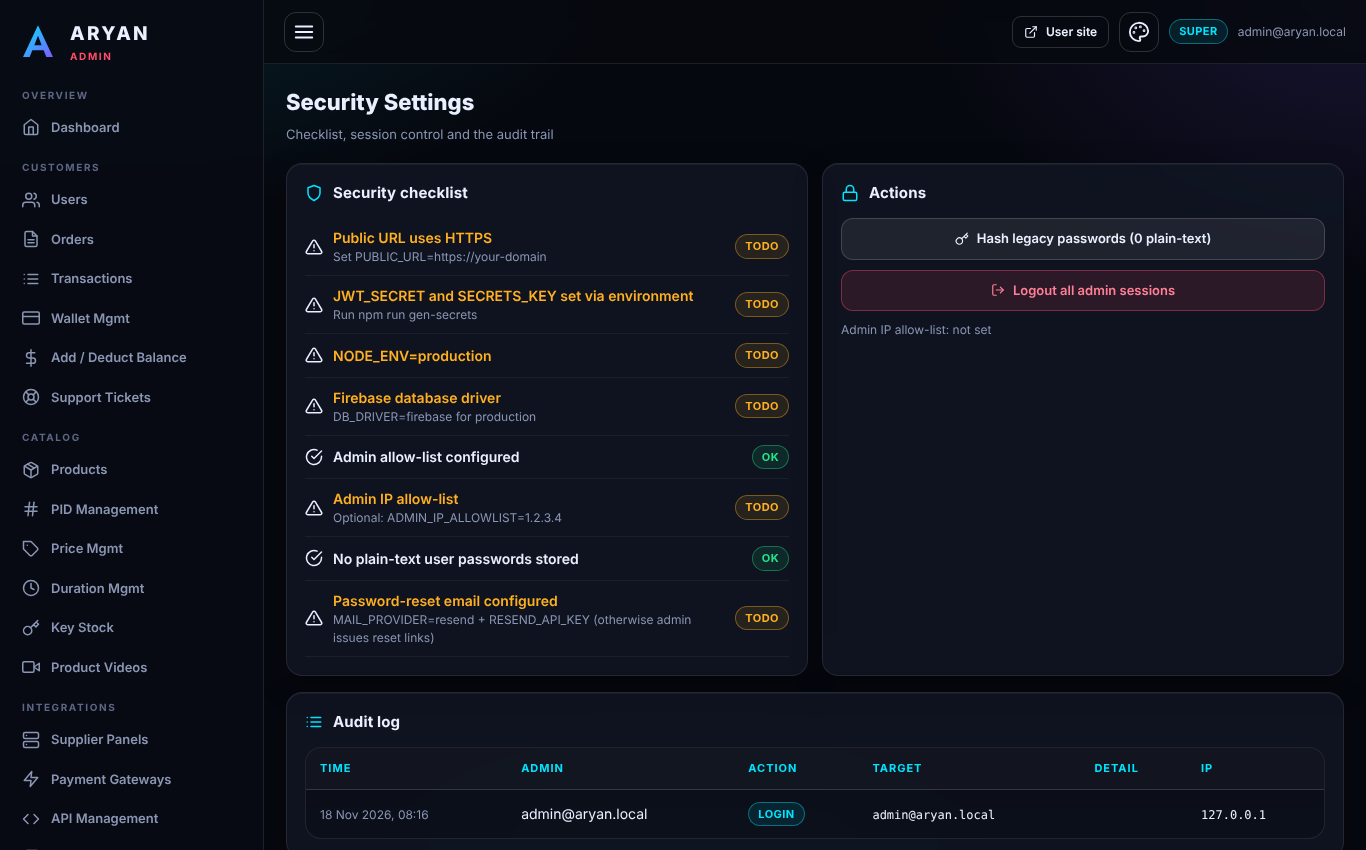 ARYAN
ADMIN
OVERVIEW
Dashboard
CUSTOMERS
Users
Orders
Transactions
Wallet Mgmt
Add / Deduct Balance
Support Tickets
CATALOG
Products
PID Management
Price Mgmt
Duration Mgmt
Key Stock
Product Videos
INTEGRATIONS
Supplier Panels
Payment Gateways
API Management
User site
SUPER
admin@aryan.local
Security Settings
Checklist, session control and the audit trail
Security checklist
Public URL uses HTTPS
Set PUBLIC_URL=https://your-domain
TODO
JWT_SECRET and SECRETS_KEY set via environment
Run npm run gen-secrets
TODO
NODE_ENV=production
TODO
Firebase database driver
DB_DRIVER=firebase for production
TODO
Admin allow-list configured
OK
Admin IP allow-list
Optional: ADMIN_IP_ALLOWLIST=1.2.3.4
TODO
No plain-text user passwords stored
OK
Password-reset email configured
MAIL_PROVIDER=resend + RESEND_API_KEY (otherwise admin
issues reset links)
TODO
Actions
Hash legacy passwords (0 plain-text)
Logout all admin sessions
Admin IP allow-list: not set
Audit log
TIME ADMIN ACTION TARGET DETAIL IP
18 Nov 2026, 08:16 admin@aryan.local LOGIN admin@aryan.local 127.0.0.1